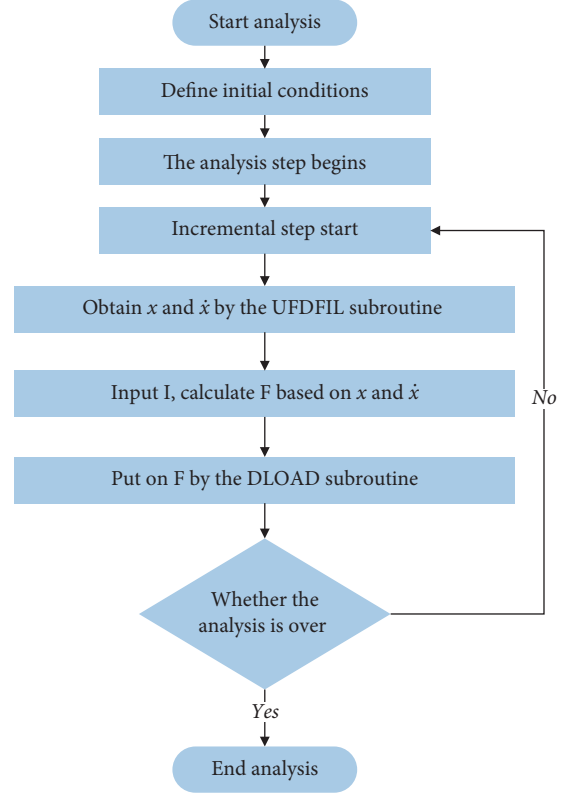 Start analysis
Define initial conditions
The analysis step begins
Incremental step start
Obtain x and ẋ by the UFDFIL subroutine
Input I, calculate F based on x and ẋ
No
Put on F by the DLOAD subroutine
Whether the
analysis is over
Yes
End analysis